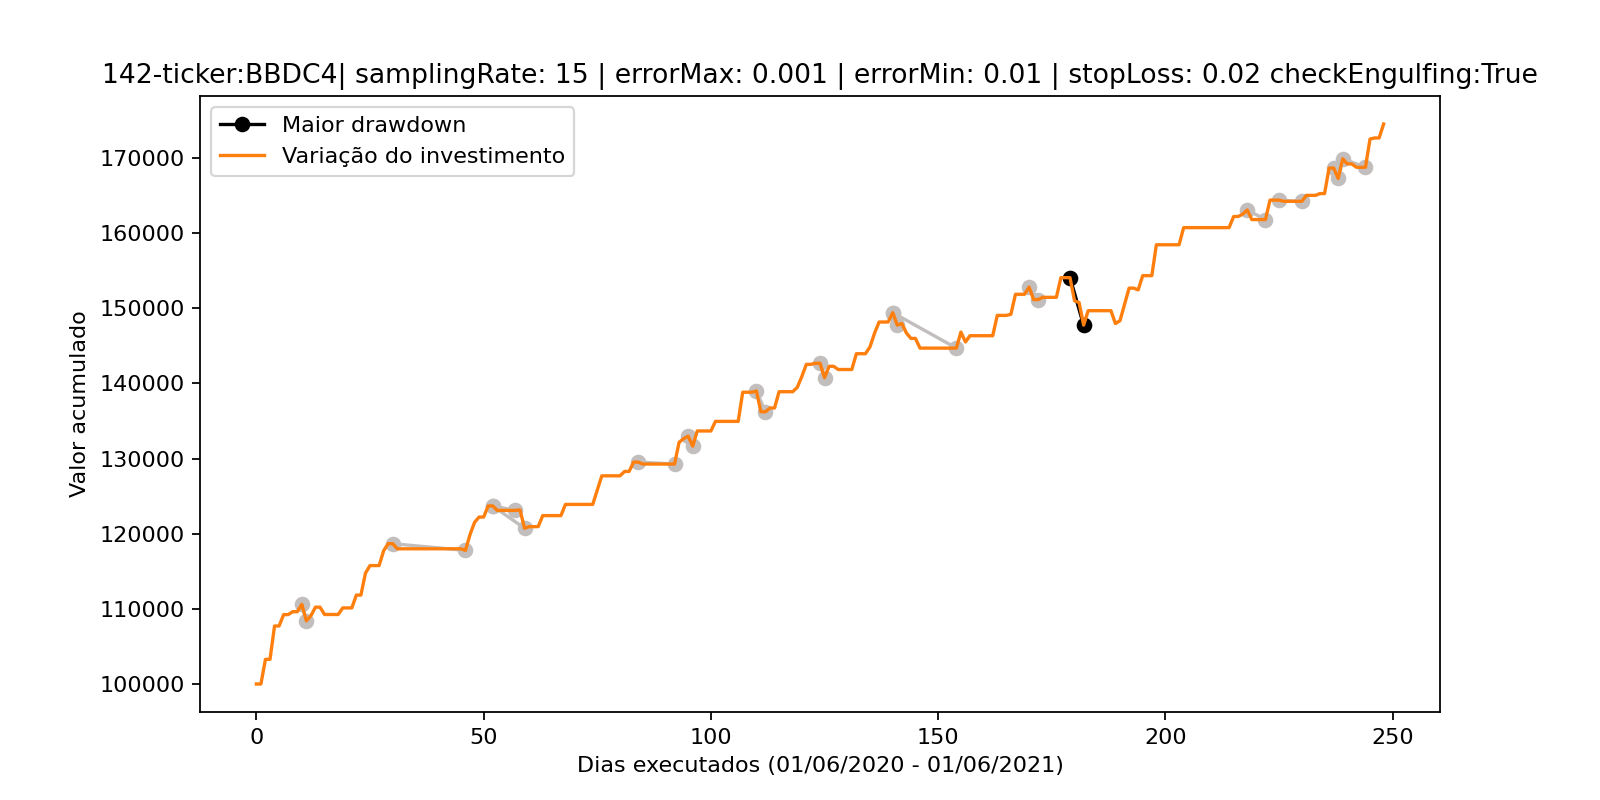 142-ticker:BBDC4| samplingRate: 15 | errorMax: 0.001 | errorMin: 0.01 | stopLoss: 0.02 checkEngulfing:True
Maior drawdown
Variação do investimento
Valor acumulado
170000
160000
150000
140000
130000
120000
110000
100000
0 50 100 150 200 250
Dias executados (01/06/2020 - 01/06/2021)